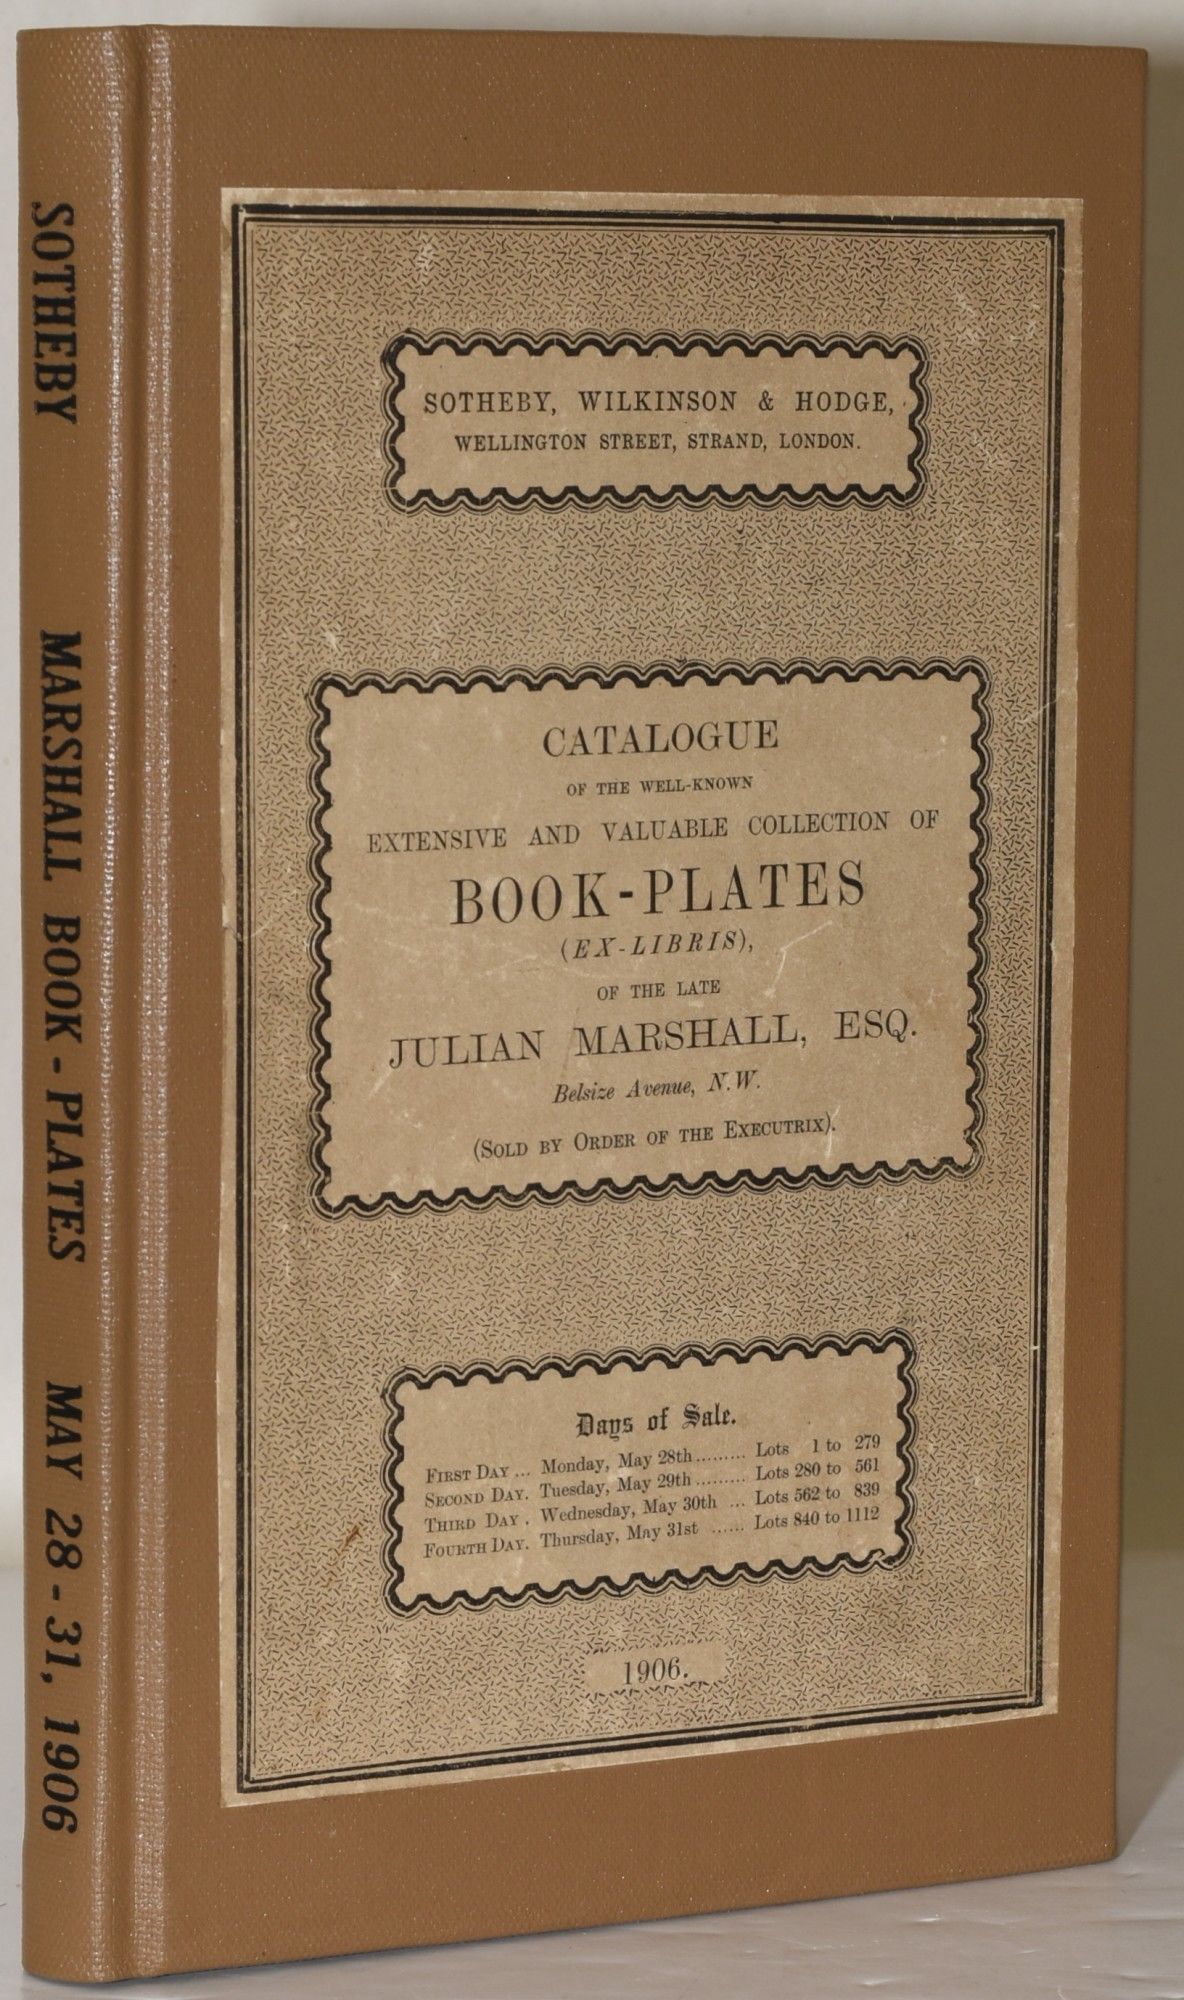 SOTHEBY MARSHALL BOOK-PLATES MAY 28-31, 1906
SOTHEBY, WILKINSON & HODGE,
WELLINGTON STREET, STRAND, LONDON.
CATALOGUE
OF THE WELL-KNOWN
EXTENSIVE AND VALUABLE COLLECTION OF
BOOK-PLATES
(EX-LIBRIS),
OF THE LATE
JULIAN MARSHALL, ESQ.
Belsize Avenue, N.W.
(SOLD BY ORDER OF THE EXECUTRIX).
Days of Sale.
FIRST DAY ... Monday, May 28th ......... Lots 1 to 279
SECOND DAY. Tuesday, May 29th ......... Lots 280 to 561
THIRD DAY . Wednesday, May 30th ... Lots 562 to 839
FOURTH DAY. Thursday, May 31st ...... Lots 840 to 1112
1906.